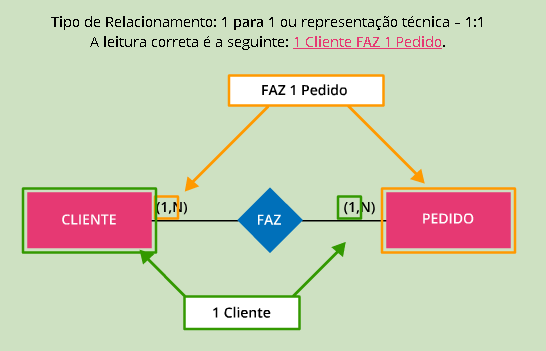 Tipo de Relacionamento: 1 para 1 ou representação técnica – 1:1
A leitura correta é a seguinte: 1 Cliente FAZ 1 Pedido.
FAZ 1 Pedido
CLIENTE
(1,N)
FAZ
(1,N)
PEDIDO
1 Cliente